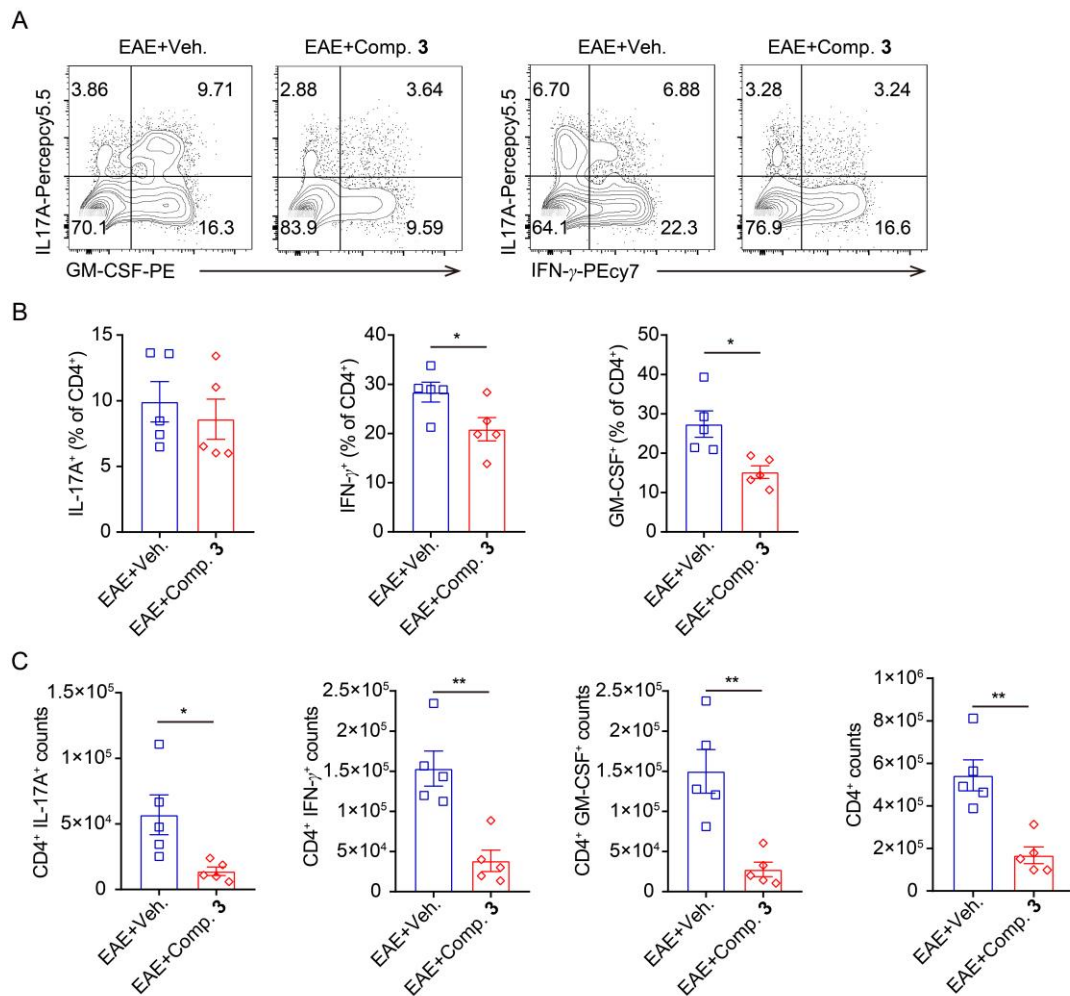 A
EAE+Veh. EAE+Comp. 3 EAE+Veh. EAE+Comp. 3
IL17A-Percepcy5.5
3.86 9.71
70.1 16.3
2.88 3.64
83.9 9.59
GM-CSF-PE
IL17A-Percepcy5.5
6.70 6.88
64.1 22.3
3.28 3.24
76.9 16.6
IFN-γ-PEcy7
B
IL-17A⁺ (% of CD4⁺)
15
10
5
0
EAE+Veh.
EAE+Comp. 3
IFN-γ⁺ (% of CD4⁺)
40
30
20
10
0
*
EAE+Veh.
EAE+Comp. 3
GM-CSF⁺ (% of CD4⁺)
50
40
30
20
10
0
*
EAE+Veh.
EAE+Comp. 3
C
CD4⁺ IL-17A⁺ counts
1.5×10⁵
1×10⁵
5×10⁴
0
*
EAE+Veh.
EAE+Comp. 3
CD4⁺ IFN-γ⁺ counts
2.5×10⁵
2×10⁵
1.5×10⁵
1×10⁵
5×10⁴
0
**
EAE+Veh.
EAE+Comp. 3
CD4⁺ GM-CSF⁺ counts
2.5×10⁵
2×10⁵
1.5×10⁵
1×10⁵
5×10⁴
0
**
EAE+Veh.
EAE+Comp. 3
CD4⁺ counts
1×10⁶
8×10⁵
6×10⁵
4×10⁵
2×10⁵
0
**
EAE+Veh.
EAE+Comp. 3